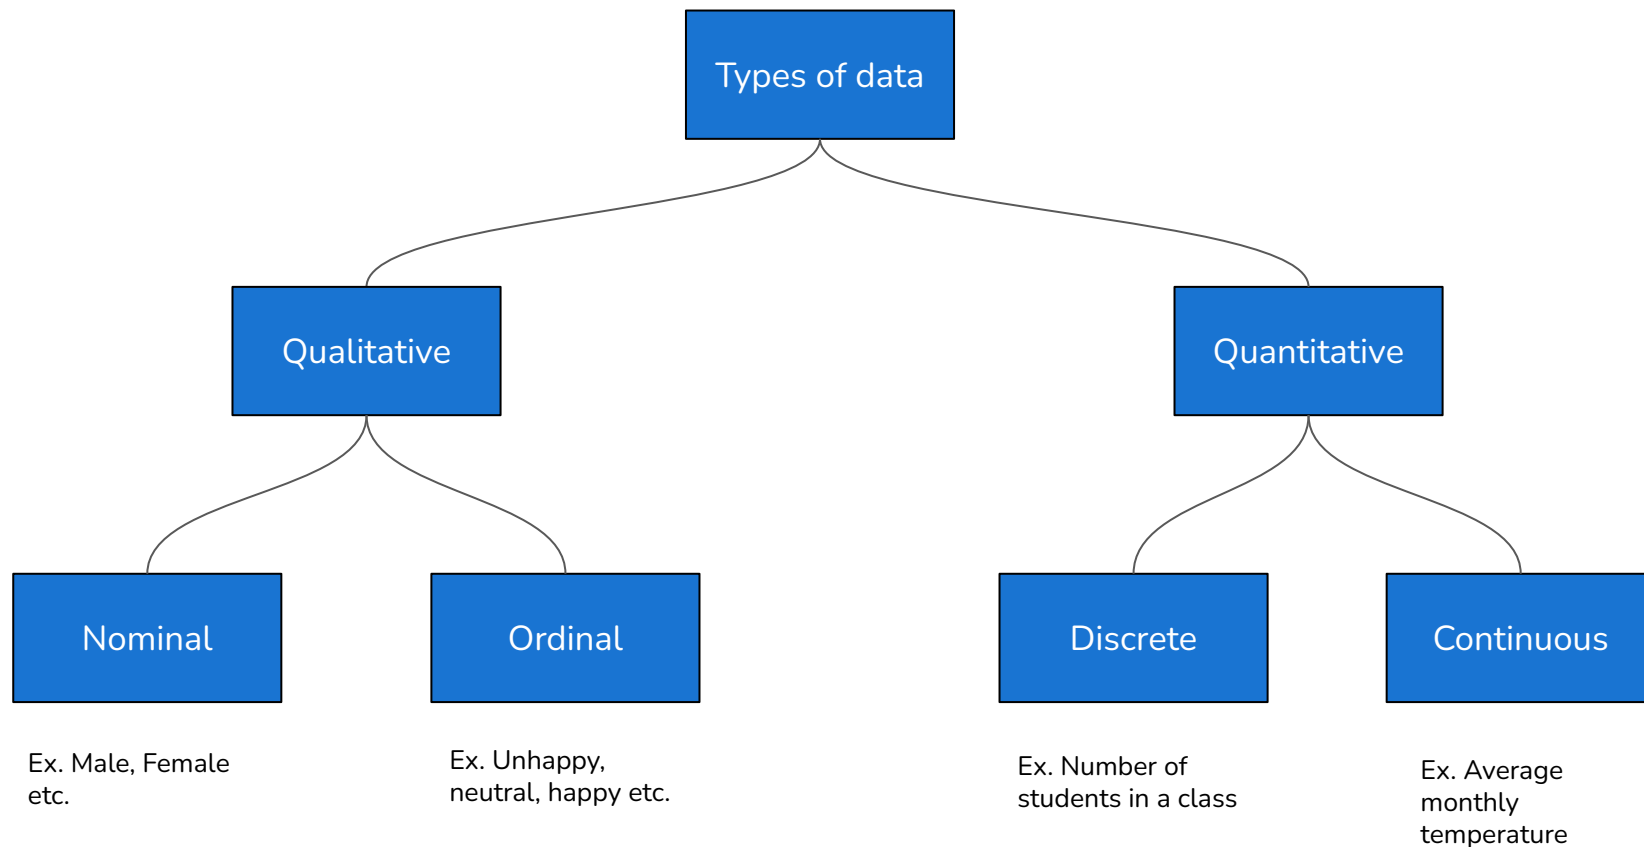 Types of data
Qualitative
Quantitative
Nominal
Ordinal
Discrete
Continuous
Ex. Male, Female
etc.
Ex. Unhappy,
neutral, happy etc.
Ex. Number of
students in a class
Ex. Average
monthly
temperature